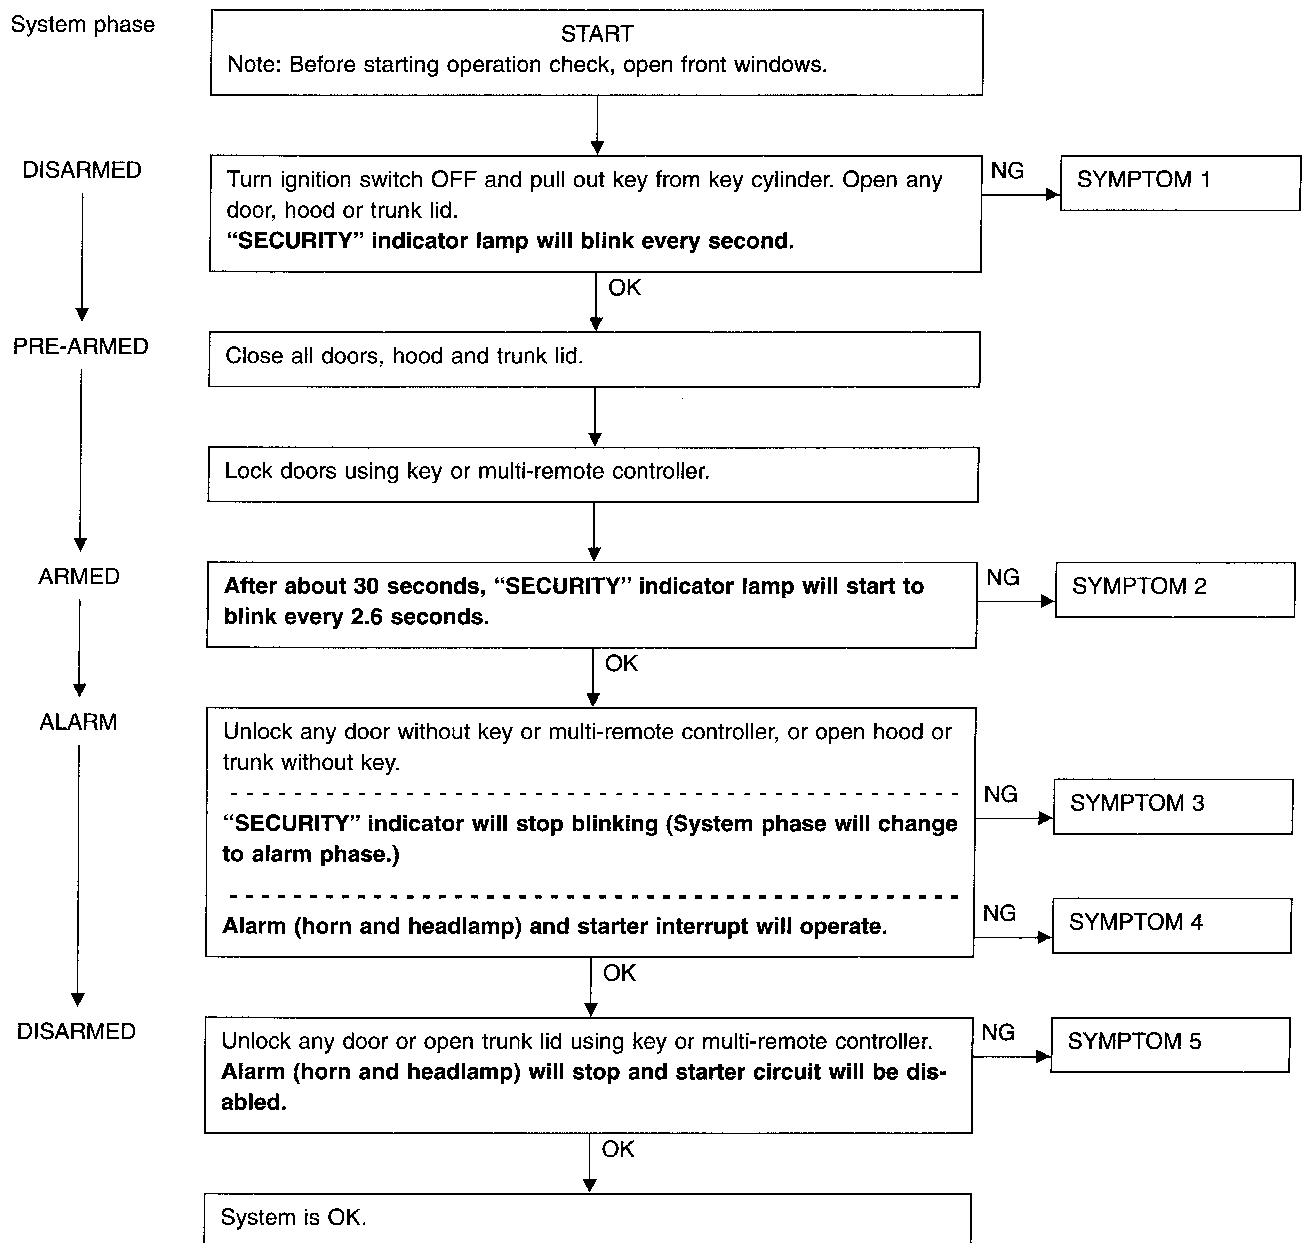 System phase
START
Note: Before starting operation check, open front windows.
DISARMED
Turn ignition switch OFF and pull out key from key cylinder. Open any
door, hood or trunk lid.
“SECURITY” indicator lamp will blink every second.
NG
SYMPTOM 1
OK
PRE-ARMED
Close all doors, hood and trunk lid.
Lock doors using key or multi-remote controller.
ARMED
After about 30 seconds, “SECURITY” indicator lamp will start to
blink every 2.6 seconds.
NG
SYMPTOM 2
OK
ALARM
Unlock any door without key or multi-remote controller, or open hood or
trunk without key.
“SECURITY” indicator will stop blinking (System phase will change
to alarm phase.)
NG
SYMPTOM 3
Alarm (horn and headlamp) and starter interrupt will operate.
NG
SYMPTOM 4
OK
DISARMED
Unlock any door or open trunk lid using key or multi-remote controller.
Alarm (horn and headlamp) will stop and starter circuit will be dis-
abled.
NG
SYMPTOM 5
OK
System is OK.